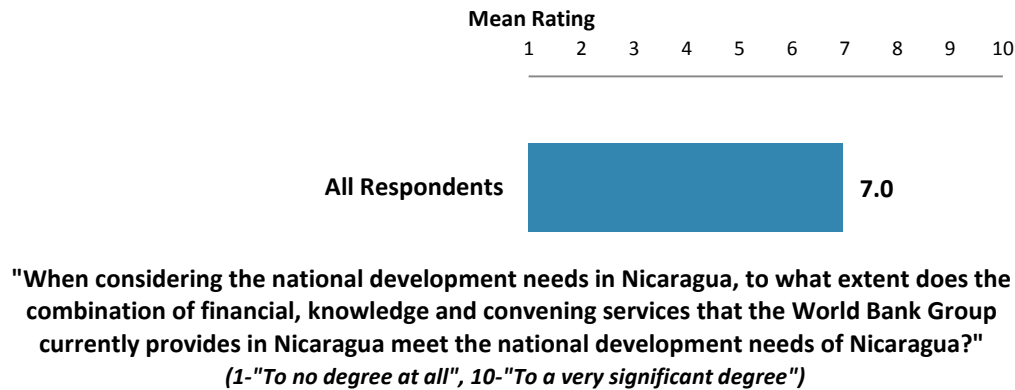 Mean Rating
1 2 3 4 5 6 7 8 9 10
All Respondents 7.0
"When considering the national development needs in Nicaragua, to what extent does the
combination of financial, knowledge and convening services that the World Bank Group
currently provides in Nicaragua meet the national development needs of Nicaragua?"
(1-"To no degree at all", 10-"To a very significant degree")